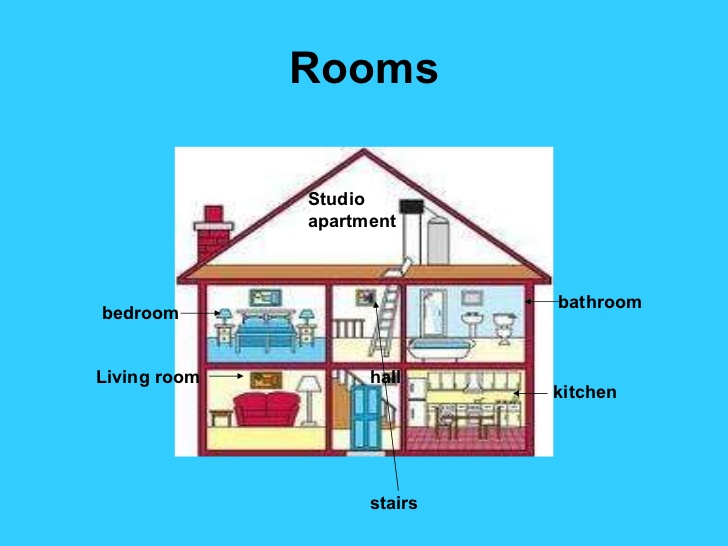 Rooms
Studio
apartment
bathroom
bedroom
Living room
hall
kitchen
stairs